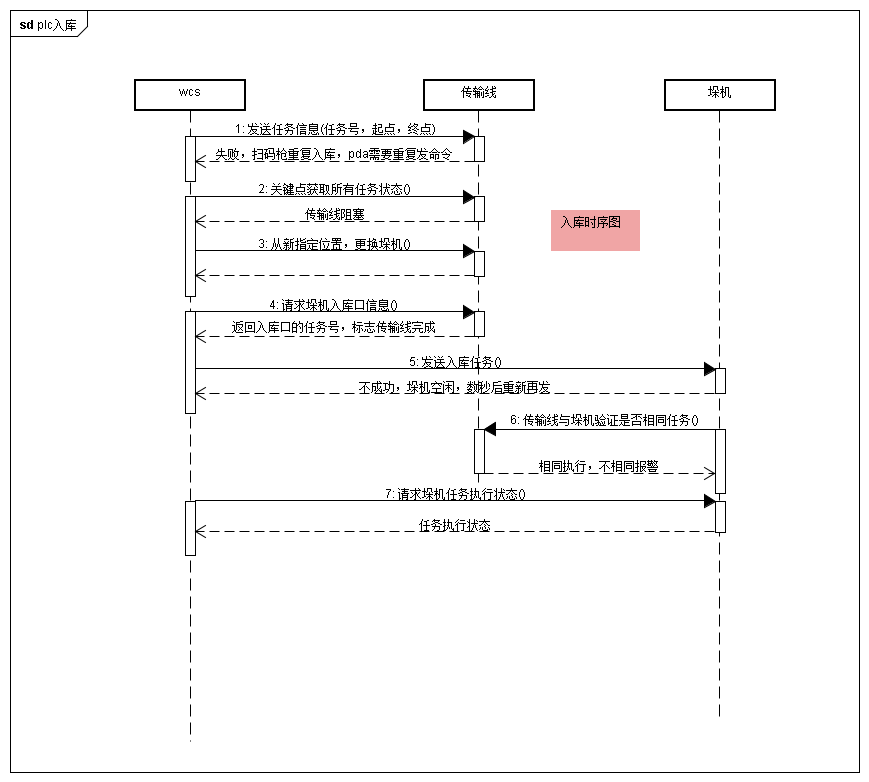 sd plc入库
wcs
传输线
垛机
1: 发送任务信息(任务号，起点，终点)
失败，扫码枪重复入库，pda需要重复发命令
2: 关键点获取所有任务状态()
传输线阻塞
入库时序图
3: 从新指定位置，更换垛机()
4: 请求垛机入库口信息()
返回入库口的任务号，标志传输线完成
5: 发送入库任务()
不成功，垛机空闲，数秒后重新再发
6: 传输线与垛机验证是否相同任务()
相同执行，不相同报警
7: 请求垛机任务执行状态()
任务执行状态